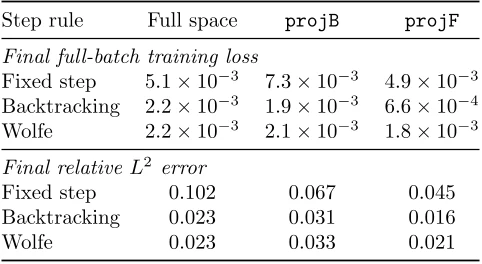 Step rule Full space projB projF
Final full-batch training loss
Fixed step 5.1 × 10⁻³ 7.3 × 10⁻³ 4.9 × 10⁻³
Backtracking 2.2 × 10⁻³ 1.9 × 10⁻³ 6.6 × 10⁻⁴
Wolfe 2.2 × 10⁻³ 2.1 × 10⁻³ 1.8 × 10⁻³
Final relative L² error
Fixed step 0.102 0.067 0.045
Backtracking 0.023 0.031 0.016
Wolfe 0.023 0.033 0.021